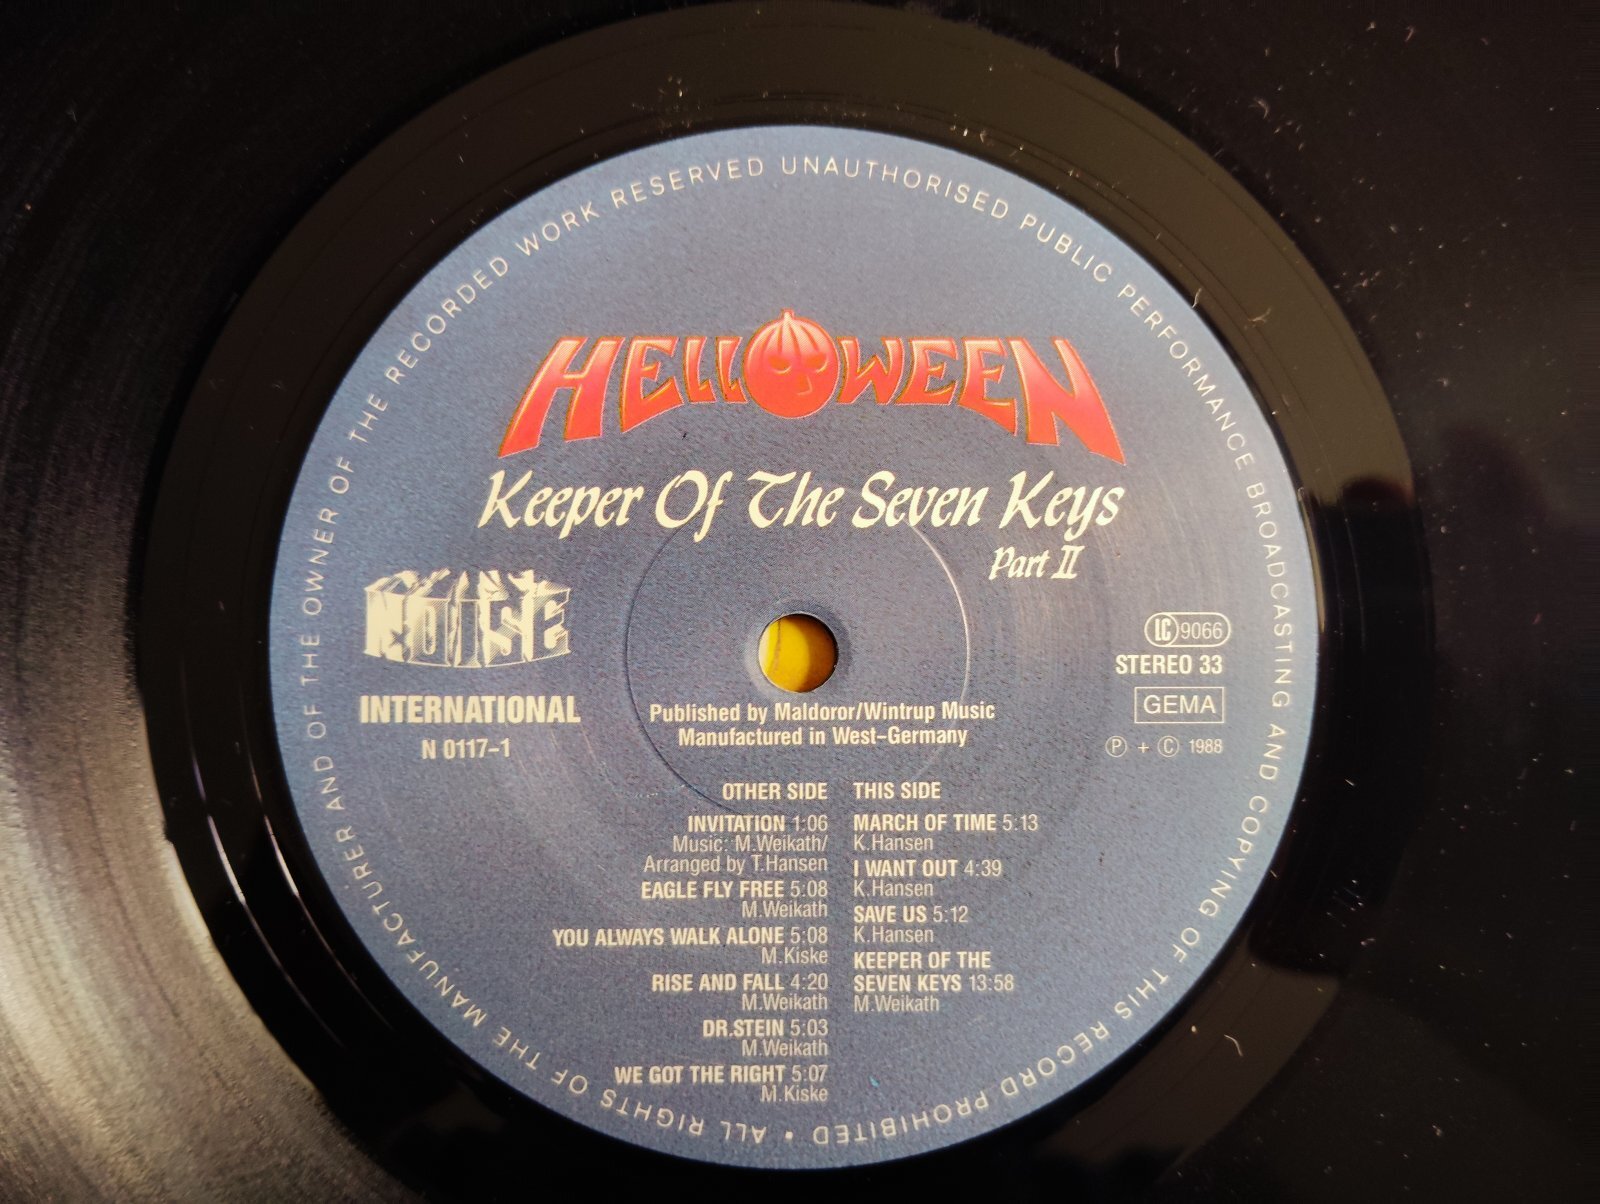 ALL RIGHTS OF THE MANUFACTURER AND OF THE OWNER OF THE RECORDED WORK RESERVED UNAUTHORISED PUBLIC PERFORMANCE BROADCASTING AND COPYING OF THIS RECORD PROHIBITED •
HELLOWEEN
Keeper Of The Seven Keys
Part II
NOISE
INTERNATIONAL
N 0117-1
LC 9066
STEREO 33
GEMA
Ⓟ + Ⓒ 1988
Published by Maldoror/Wintrup Music
Manufactured in West-Germany
OTHER SIDE
INVITATION 1:06
Music: M.Weikath/
Arranged by T.Hansen
EAGLE FLY FREE 5:08
M.Weikath
YOU ALWAYS WALK ALONE 5:08
M.Kiske
RISE AND FALL 4:20
M.Weikath
DR.STEIN 5:03
M.Weikath
WE GOT THE RIGHT 5:07
M.Kiske
THIS SIDE
MARCH OF TIME 5:13
K.Hansen
I WANT OUT 4:39
K.Hansen
SAVE US 5:12
K.Hansen
KEEPER OF THE
SEVEN KEYS 13:58
M.Weikath